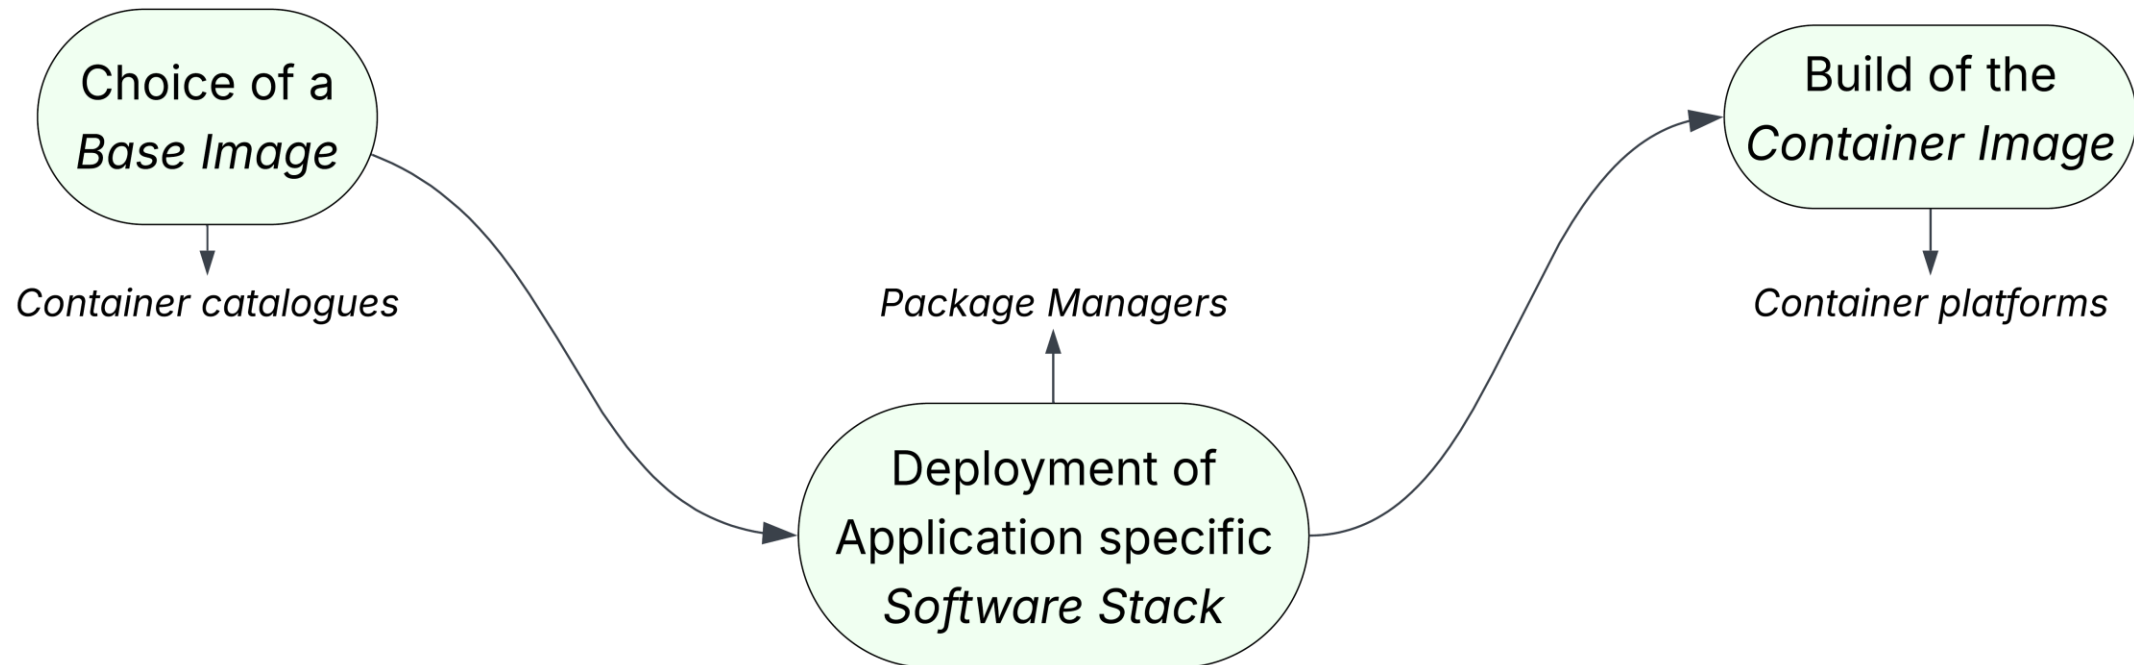 Choice of a
Base Image
Container catalogues
Package Managers
Deployment of
Application specific
Software Stack
Build of the
Container Image
Container platforms